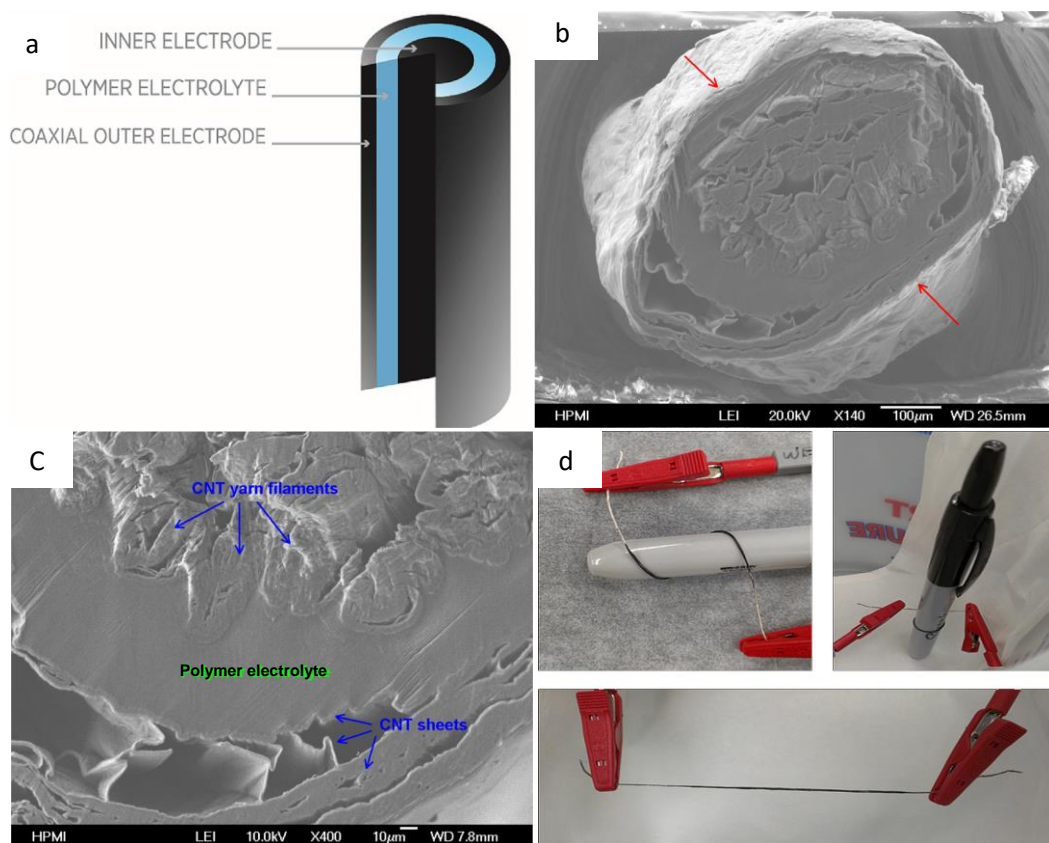 a
INNER ELECTRODE
POLYMER ELECTROLYTE
COAXIAL OUTER ELECTRODE
b
HPMI LEI 20.0kV X140 100µm WD 26.5mm
C
CNT yarn filaments
Polymer electrolyte
CNT sheets
HPMI LEI 10.0kV X400 10µm WD 7.8mm
d